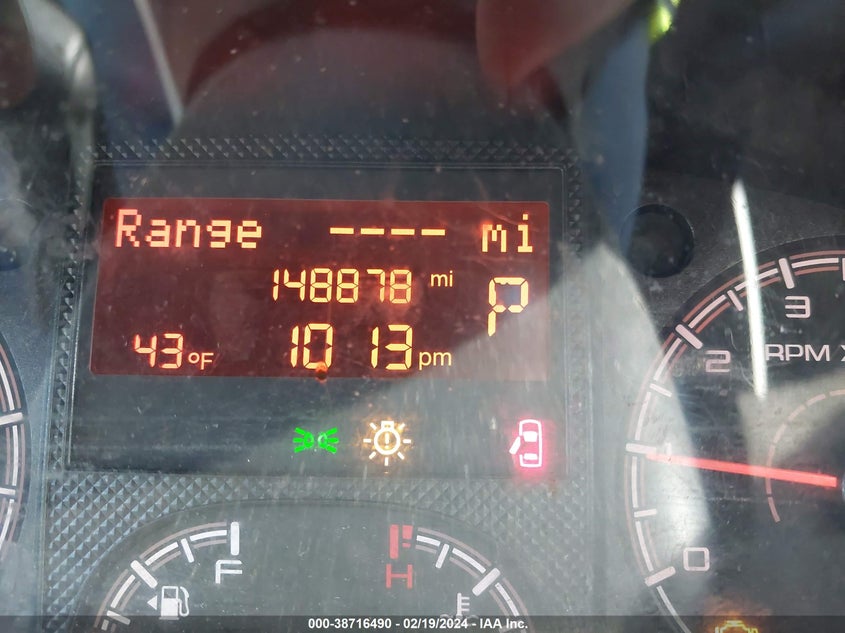 Range ---- mi
148878 mi
P
43°F 10 13 pm
3
2
RPM X
1
0
F
H
000-38716490 - 02/19/2024 - IAA Inc.